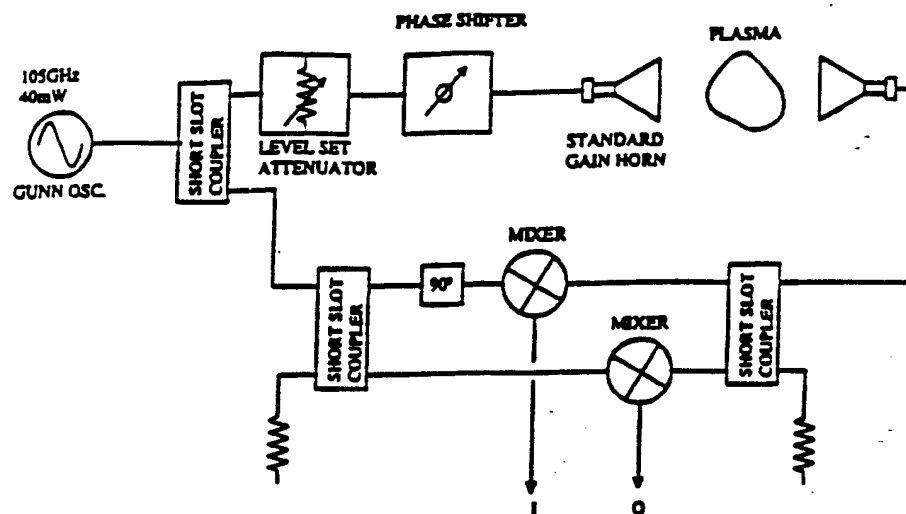 PHASE SHIFTER
PLASMA
105GHz
40mW
GUNN OSC.
SHORT SLOT
COUPLER
LEVEL SET
ATTENUATOR
STANDARD
GAIN HORN
MIXER
SHORT SLOT
COUPLER
90°
MIXER
SHORT SLOT
COUPLER
I
Q